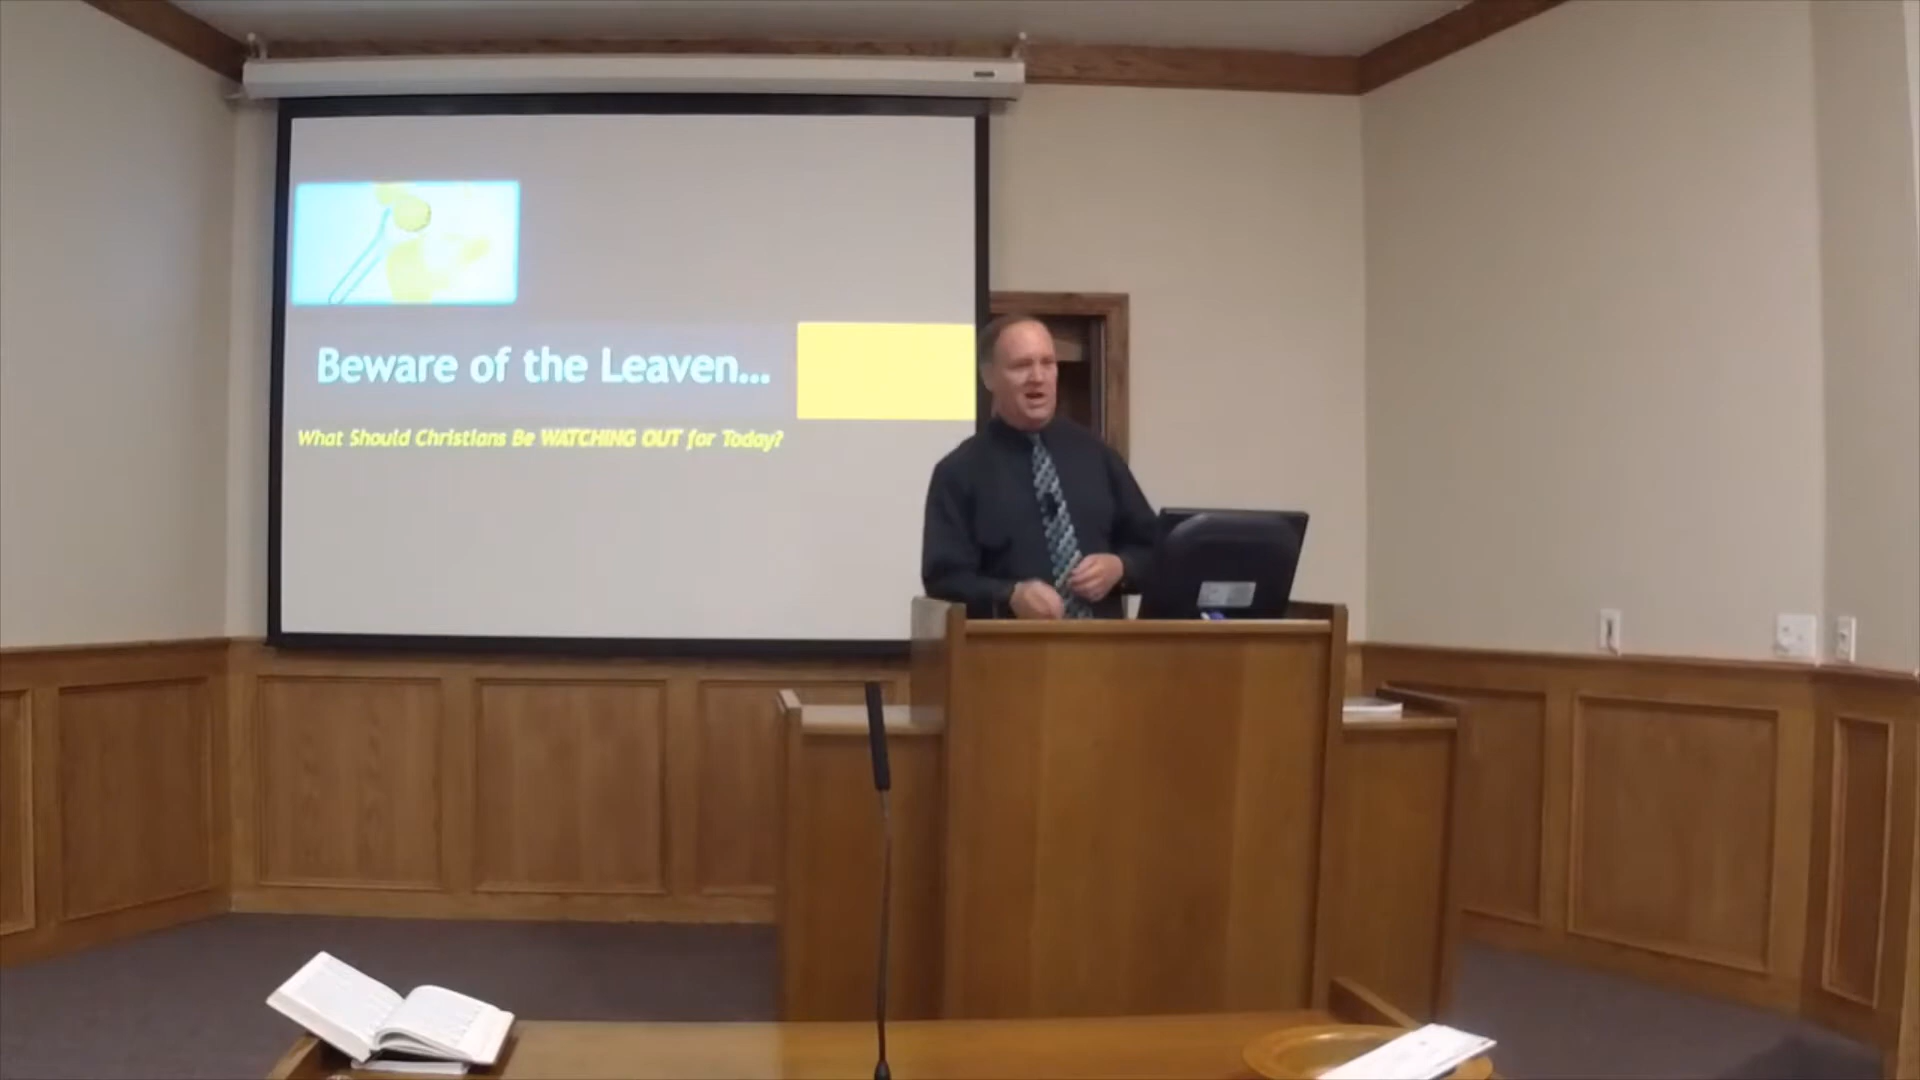 Beware of the Leaven...
What Should Christians Be WATCHING OUT for Today?